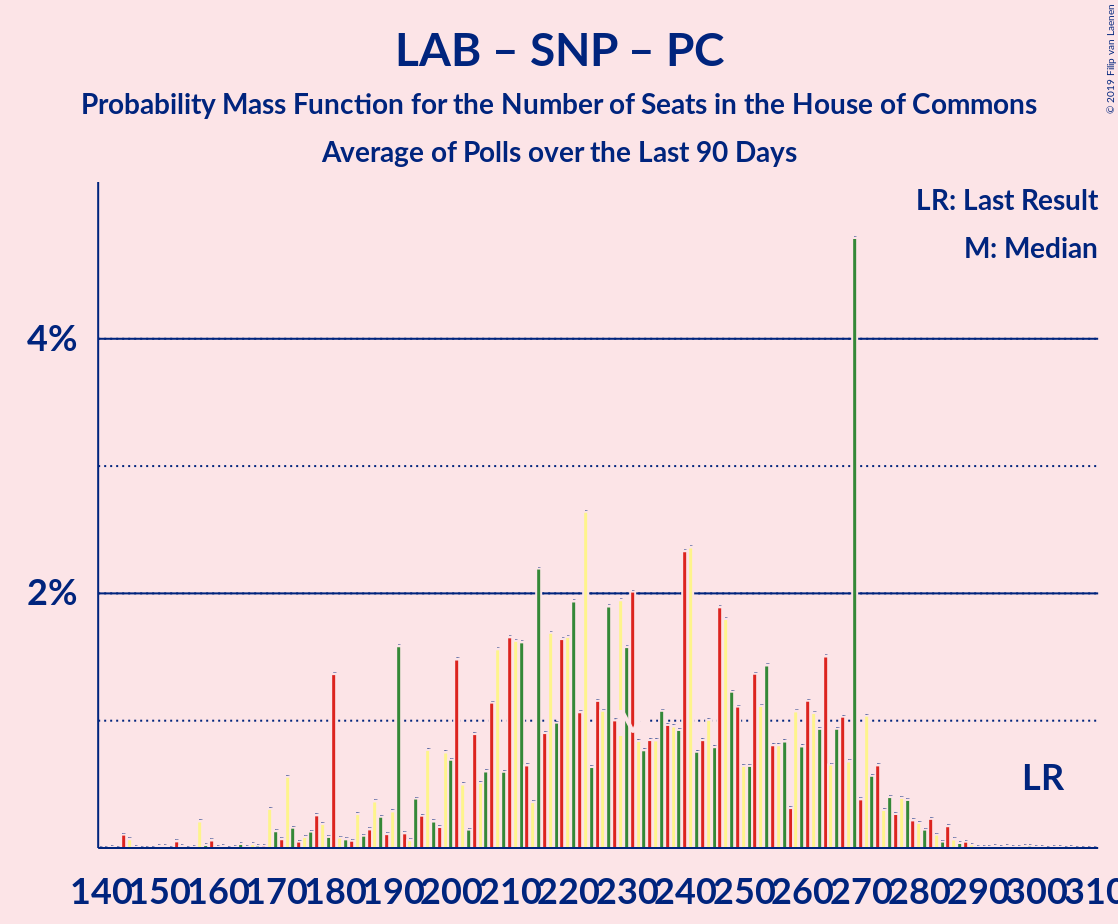 LAB – SNP – PC
Probability Mass Function for the Number of Seats in the House of Commons
Average of Polls over the Last 90 Days
© 2019 Filip van Laenen
LR: Last Result
M: Median
4%
2%
LR
140 150 160 170 180 190 200 210 220 230 240 250 260 270 280 290 300 310